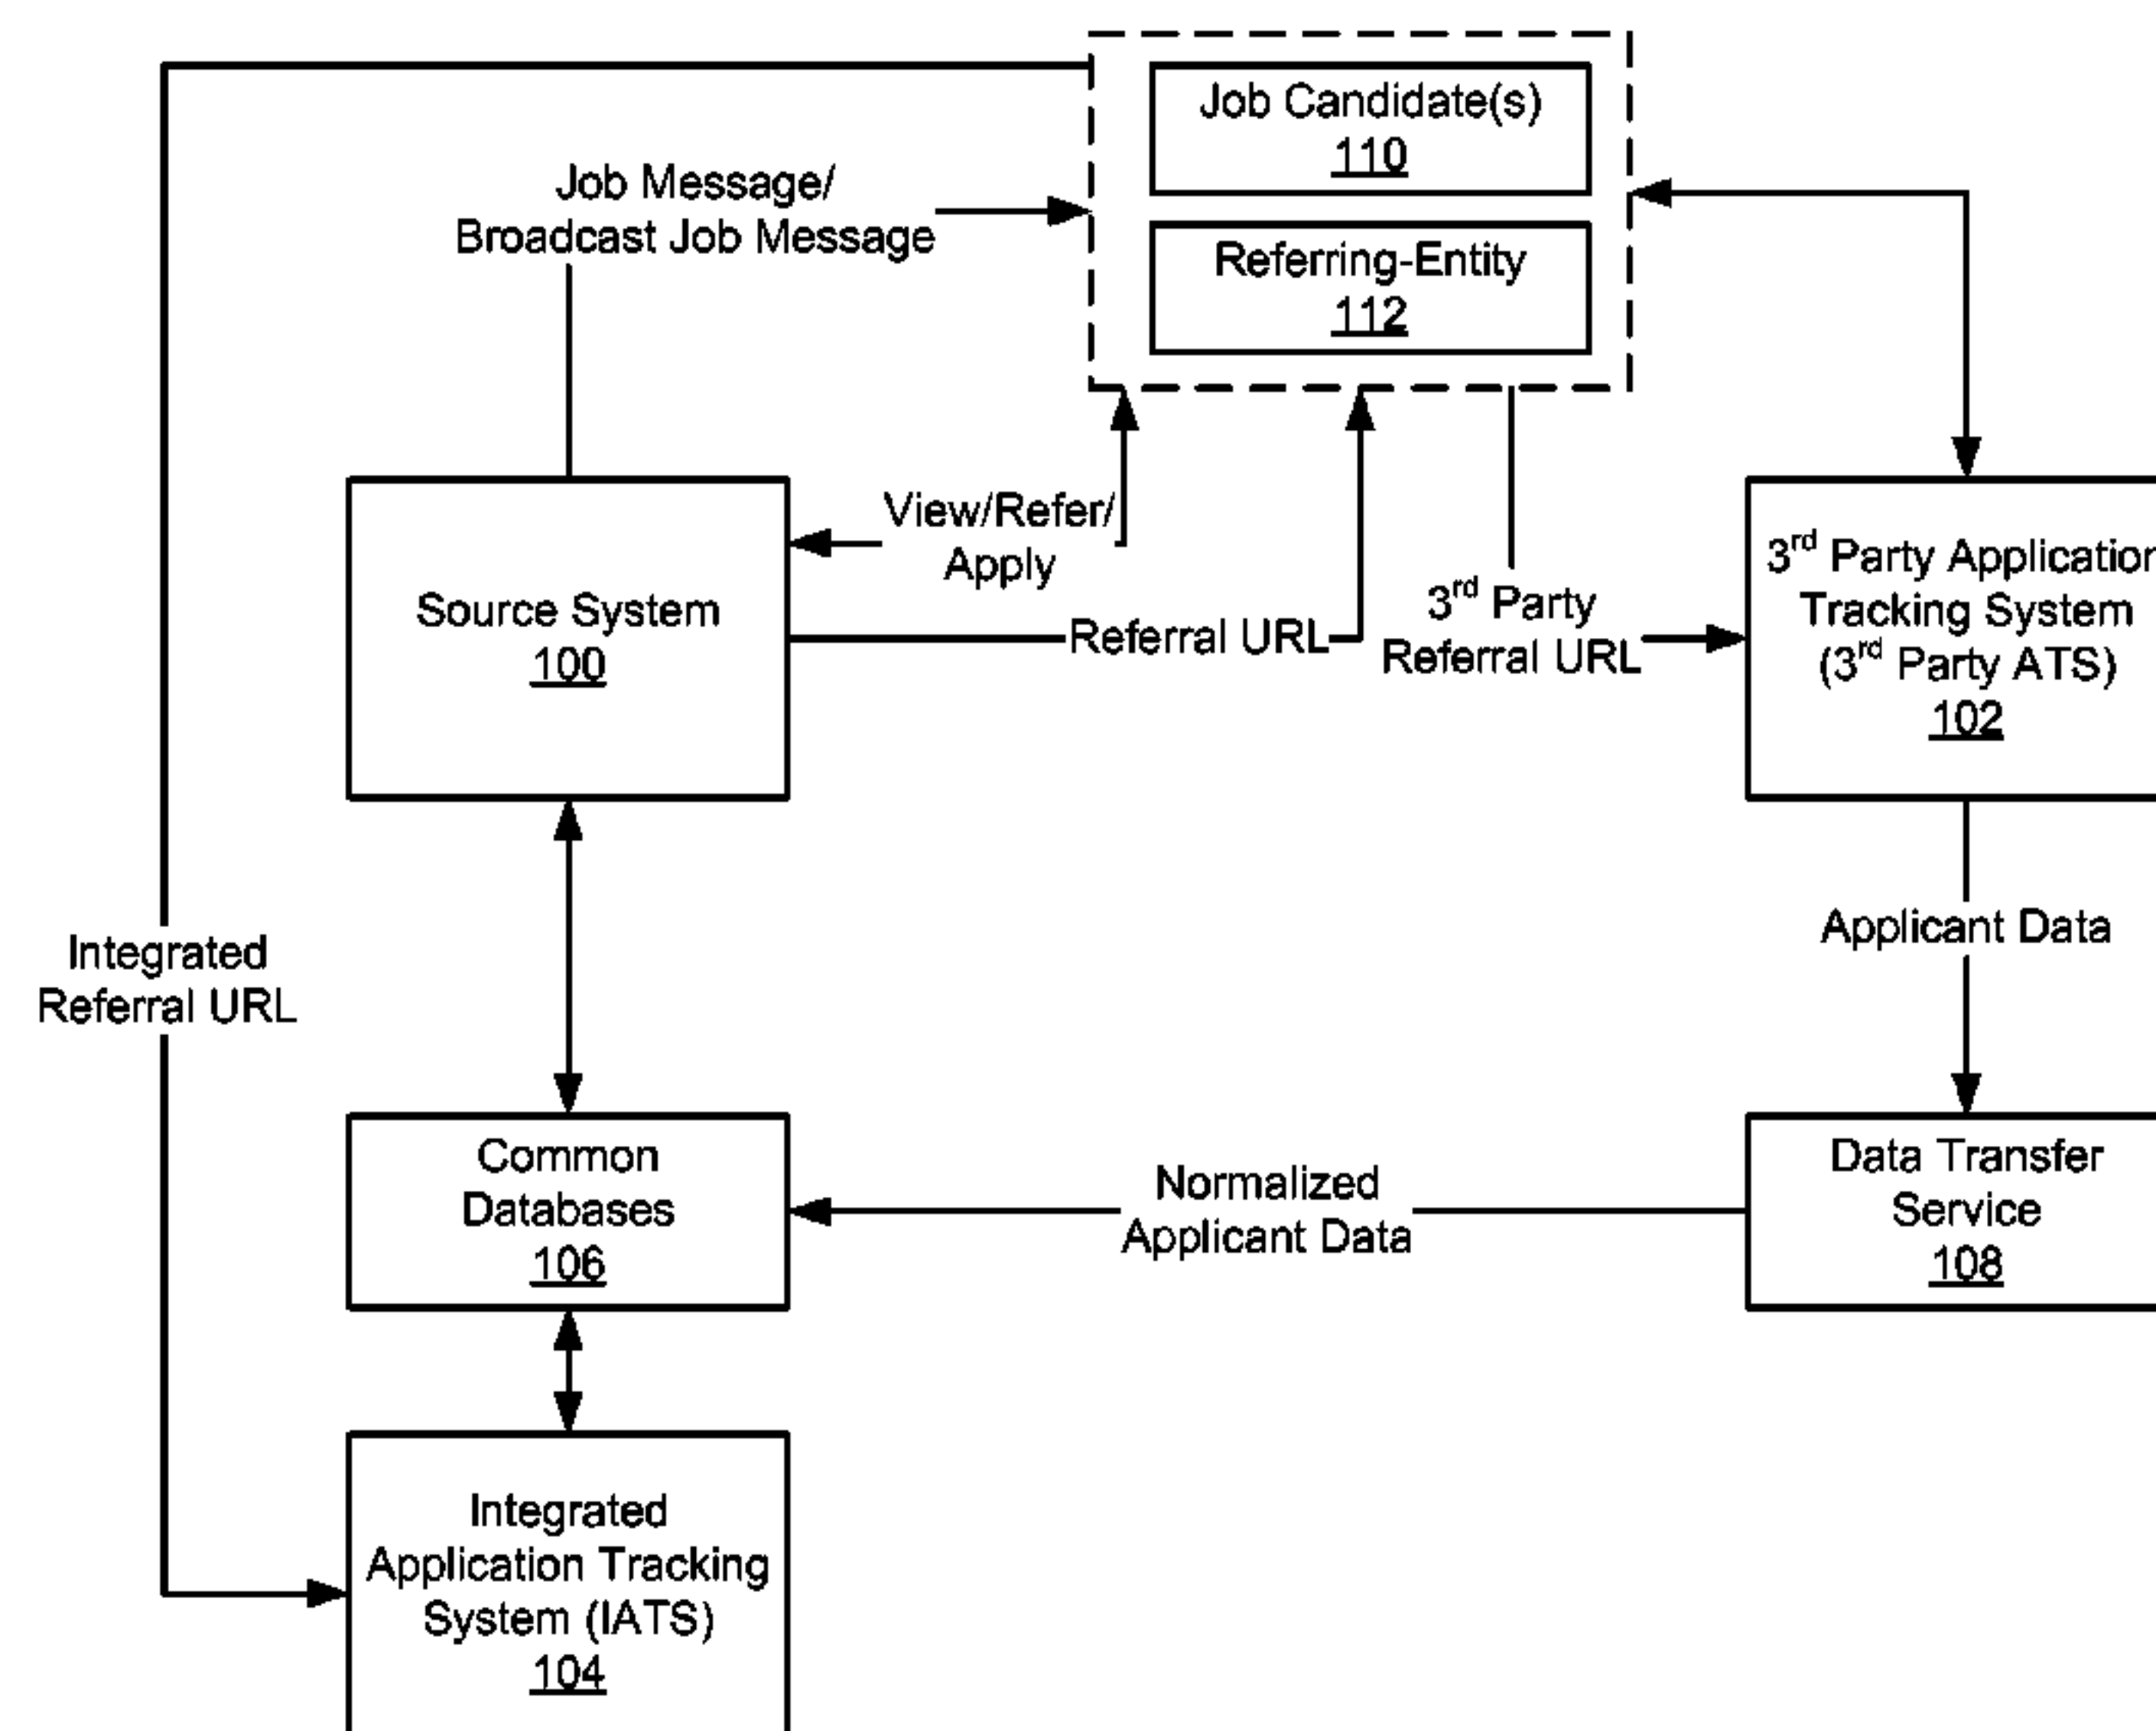 Job Candidate(s)
110
Referring-Entity
112
Job Message/
Broadcast Job Message
View/Refer/
Apply
Referral URL
3rd Party
Referral URL
Source System
100
3rd Party Application
Tracking System
(3rd Party ATS)
102
Applicant Data
Integrated
Referral URL
Common
Databases
106
Normalized
Applicant Data
Data Transfer
Service
108
Integrated
Application Tracking
System (IATS)
104